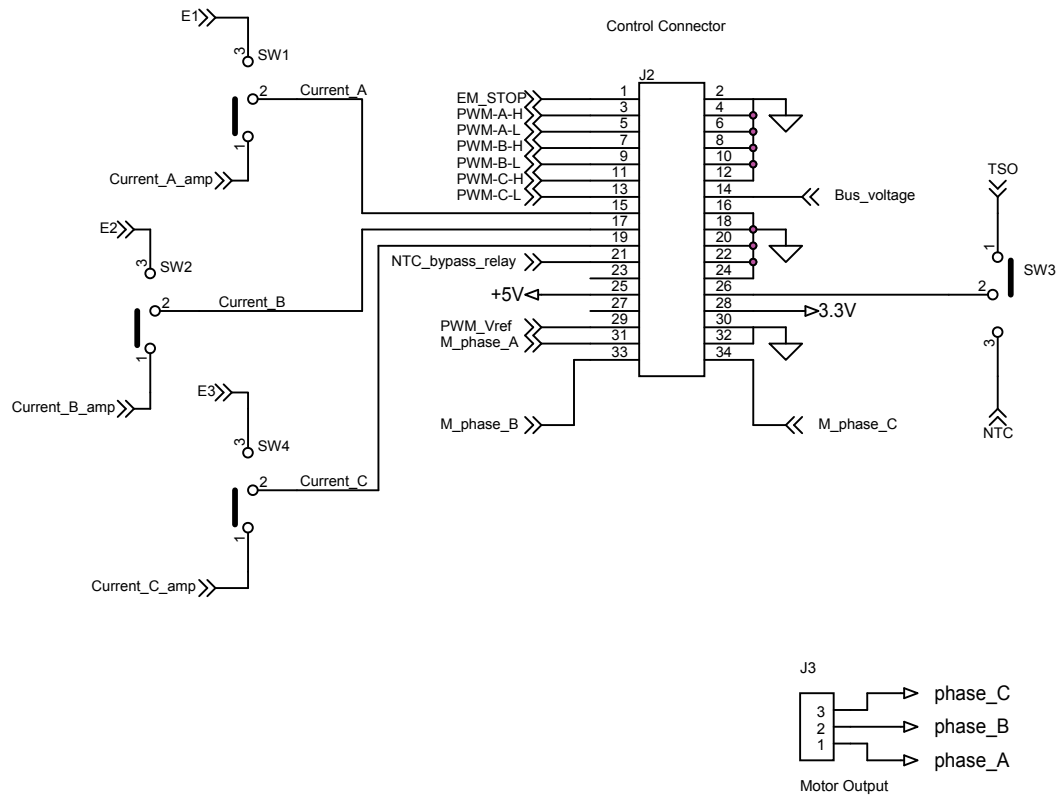 E1
3
SW1
2
Current_A
1
Current_A_amp
E2
3
SW2
2
Current_B
1
Current_B_amp
E3
3
SW4
2
Current_C
1
Current_C_amp
Control Connector
J2
EM_STOP 1 2
PWM-A-H 3 4
PWM-A-L 5 6
PWM-B-H 7 8
PWM-B-L 9 10
PWM-C-H 11 12
PWM-C-L 13 14 Bus_voltage
15 16
17 18
19 20
NTC_bypass_relay 21 22
23 24
+5V 25 26
27 28 3.3V
PWM_Vref 29 30
M_phase_A 31 32
33 34
M_phase_B
M_phase_C
TSO
1
SW3
2
3
NTC
J3
3 phase_C
2 phase_B
1 phase_A
Motor Output